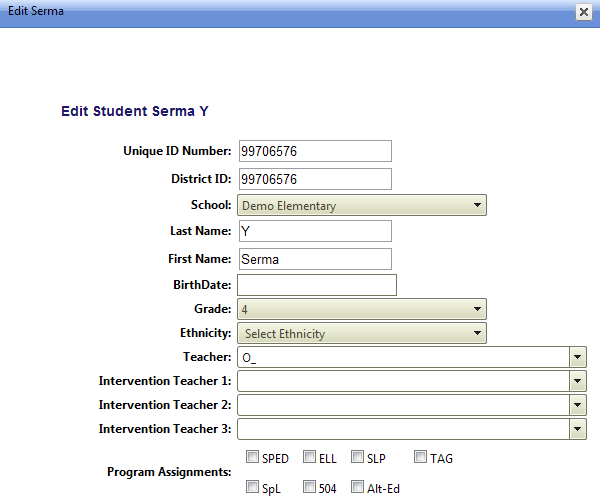 Edit Serma
Edit Student Serma Y
Unique ID Number: 99706576
District ID: 99706576
School: Demo Elementary
Last Name: Y
First Name: Serma
BirthDate:
Grade: 4
Ethnicity: Select Ethnicity
Teacher: O_
Intervention Teacher 1:
Intervention Teacher 2:
Intervention Teacher 3:
SPED ELL SLP TAG
Program Assignments:
SpL 504 Alt-Ed